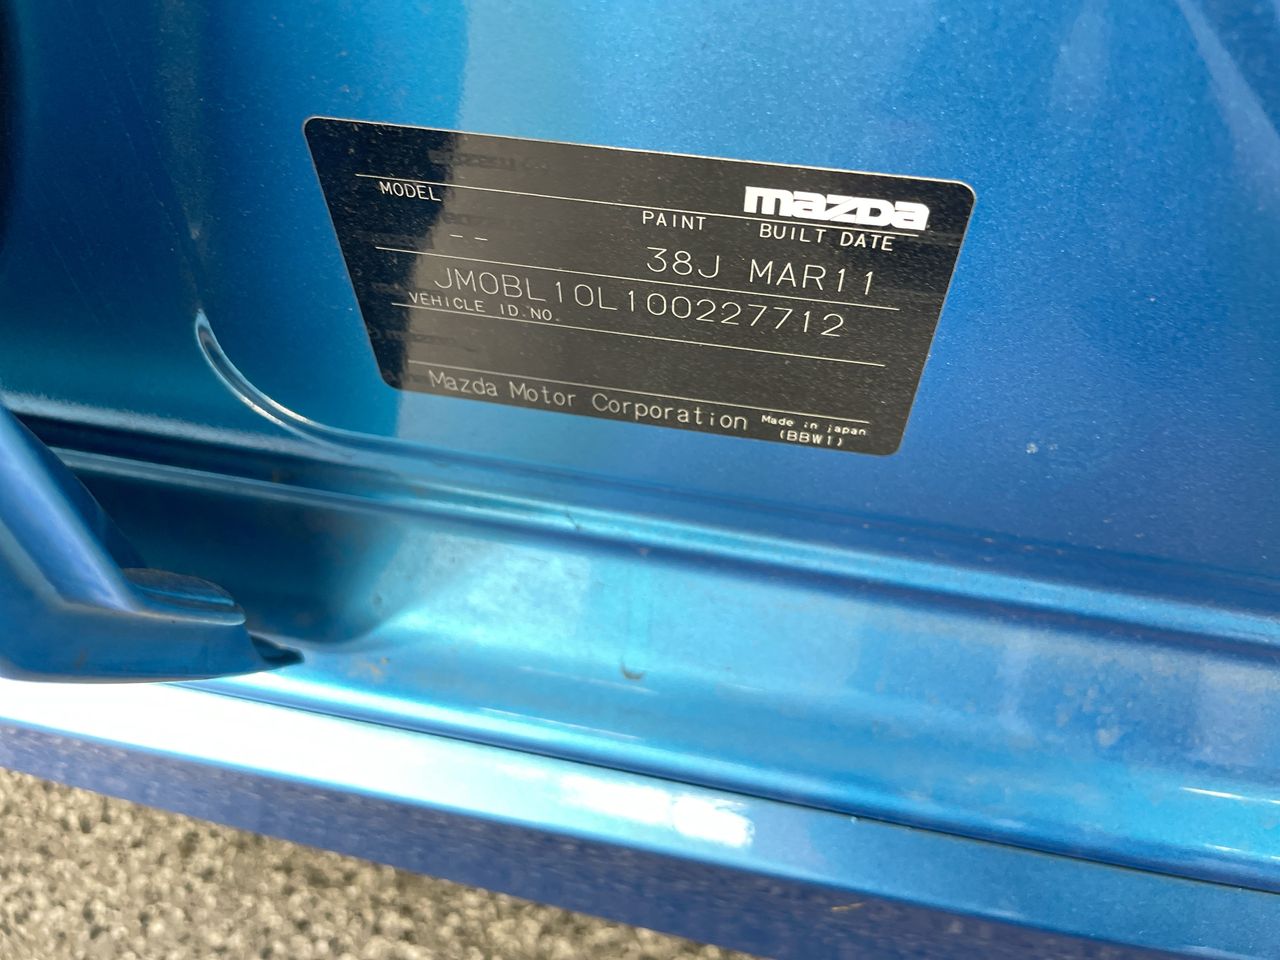 mazda
MODEL PAINT BUILT DATE
-- 38J MAR11
JM0BL10L100227712
VEHICLE ID.NO.
Mazda Motor Corporation Made in japan
(BBW1)